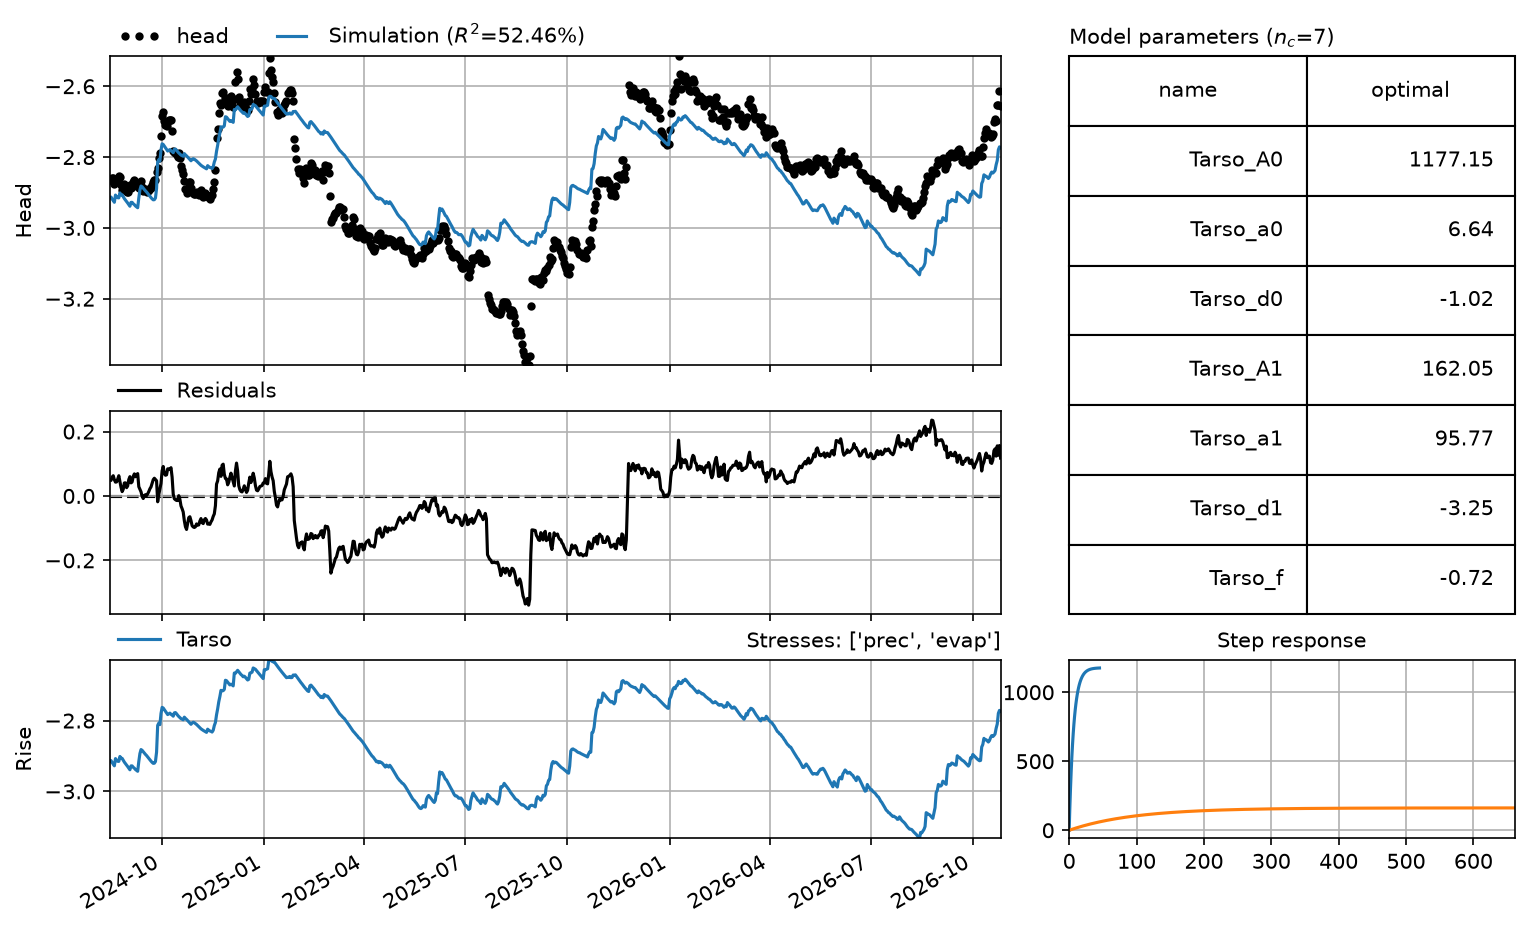 head
Simulation (R²=52.46%)
Head
−2.6
−2.8
−3.0
−3.2
Residuals
0.2
0.0
−0.2
Tarso
Stresses: ['prec', 'evap']
Rise
−2.8
−3.0
2024-10
2025-01
2025-04
2025-07
2025-10
2026-01
2026-04
2026-07
2026-10
Model parameters (n_c=7)
name optimal
Tarso_A0 1177.15
Tarso_a0 6.64
Tarso_d0 -1.02
Tarso_A1 162.05
Tarso_a1 95.77
Tarso_d1 -3.25
Tarso_f -0.72
Step response
1000
500
0
0 100 200 300 400 500 600